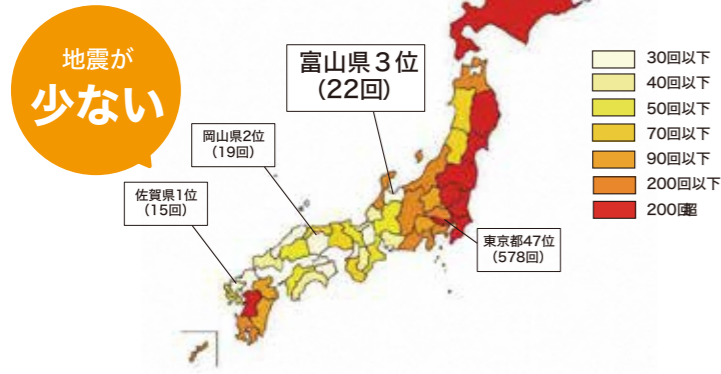 地震が
少ない
富山県3位
(22回)
岡山県2位
(19回)
佐賀県1位
(15回)
東京都47位
(578回)
30回以下
40回以下
50回以下
70回以下
90回以下
200回以下
200回超